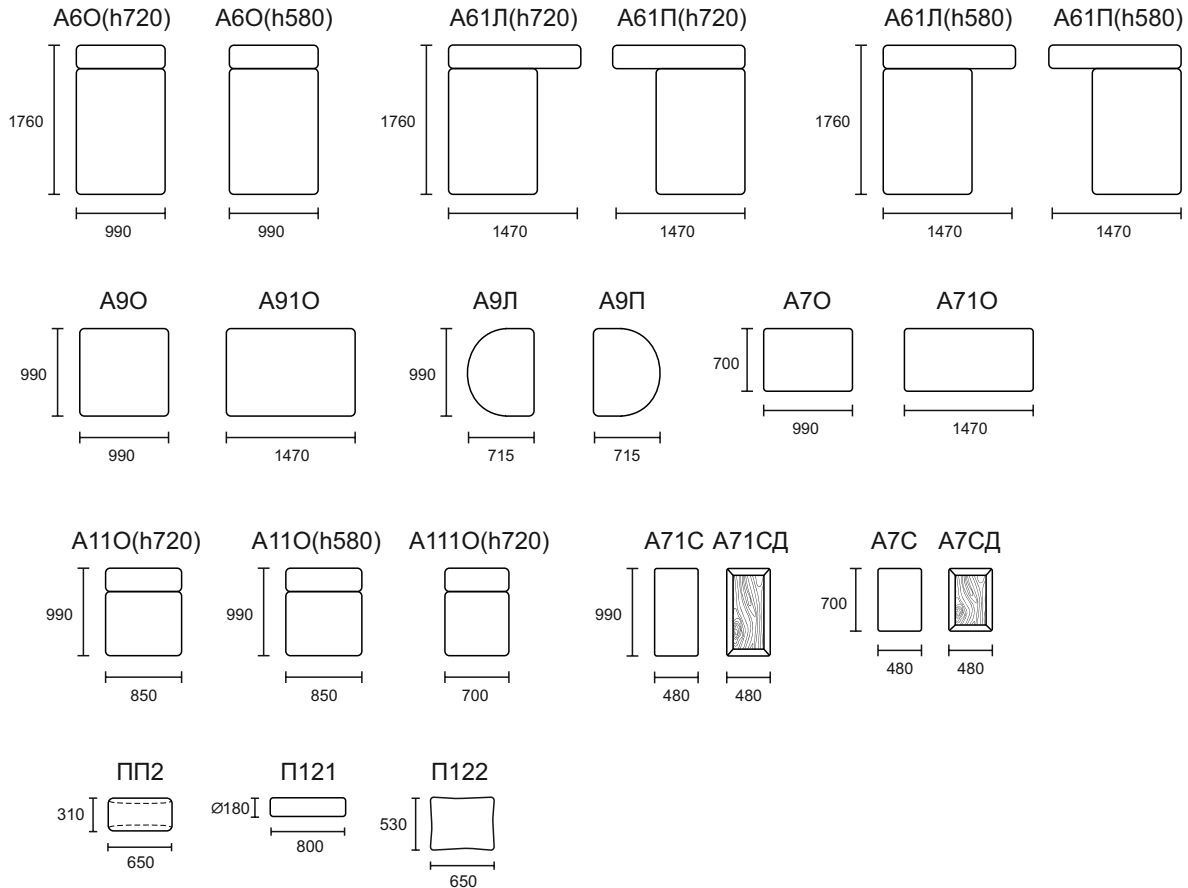 А6О(h720) А6О(h580) А61Л(h720) А61П(h720) А61Л(h580) А61П(h580)
1760 1760 1760
990 990 1470 1470 1470 1470
А9О А91О А9Л А9П А7О А71О
990 990 700
990 1470 715 715 990 1470
А11О(h720) А11О(h580) А111О(h720) А71С А71СД А7С А7СД
990 990 990 700
850 850 700 480 480 480 480
ПП2 П121 П122
310 Ø180 530
650 800 650